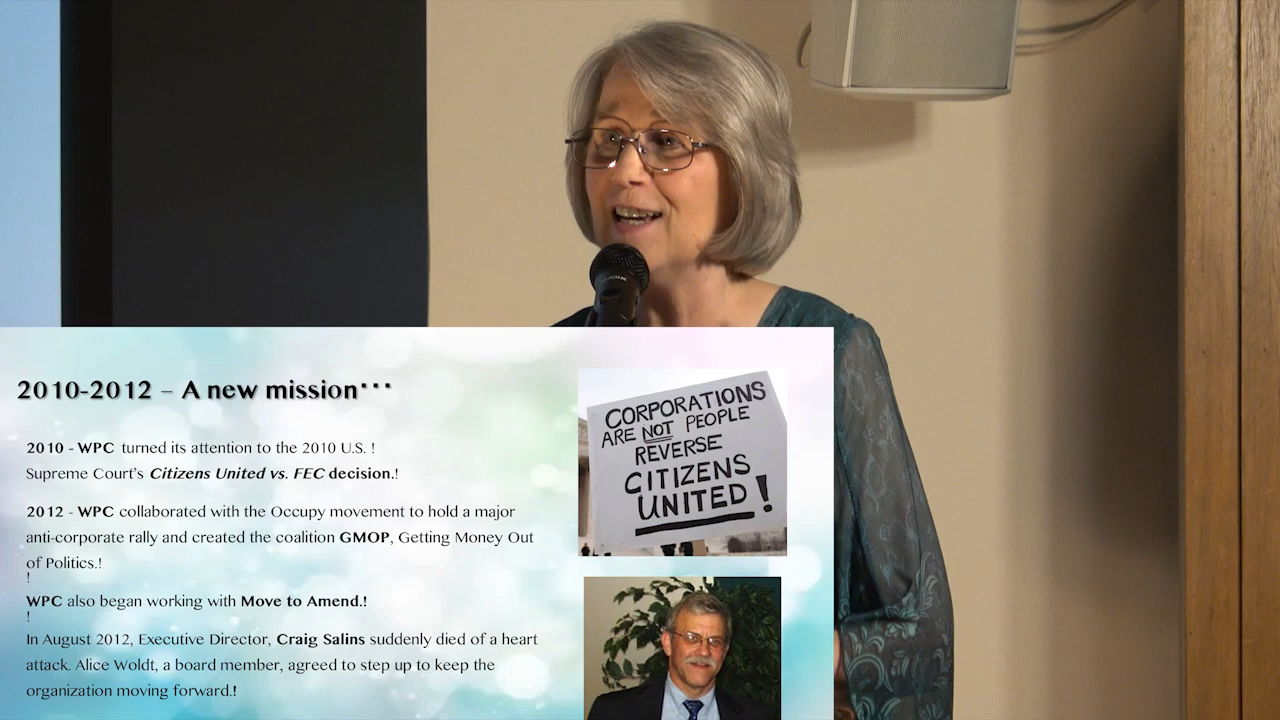 2010-2012 – A new mission...
2010 - WPC turned its attention to the 2010 U.S. !
Supreme Court's Citizens United vs. FEC decision.!
2012 - WPC collaborated with the Occupy movement to hold a major
anti-corporate rally and created the coalition GMOP, Getting Money Out
of Politics.!
!
WPC also began working with Move to Amend.!
!
In August 2012, Executive Director, Craig Salins suddenly died of a heart
attack. Alice Woldt, a board member, agreed to step up to keep the
organization moving forward.!
CORPORATIONS
ARE NOT PEOPLE
REVERSE
CITIZENS
UNITED!